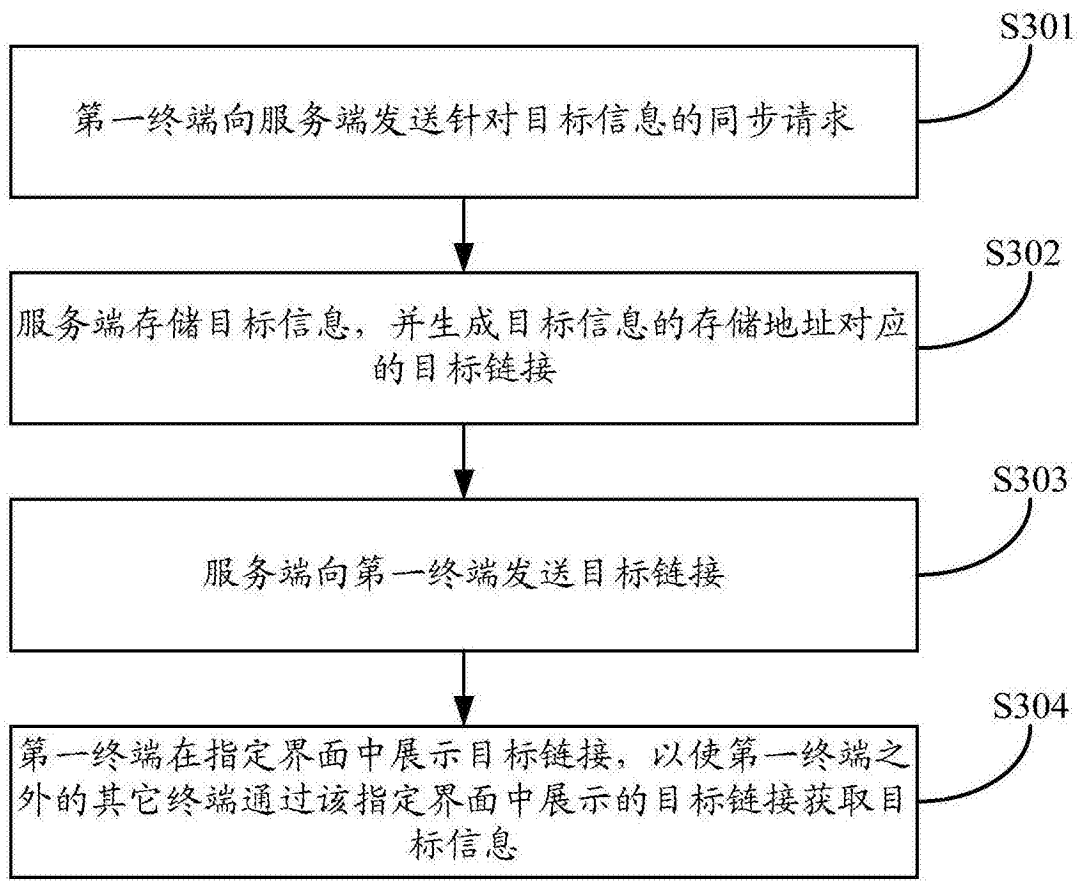 S301
第一终端向服务端发送针对目标信息的同步请求
S302
服务端存储目标信息，并生成目标信息的存储地址对应
的目标链接
S303
服务端向第一终端发送目标链接
S304
第一终端在指定界面中展示目标链接，以使第一终端之
外的其它终端通过该指定界面中展示的目标链接获取目
标信息